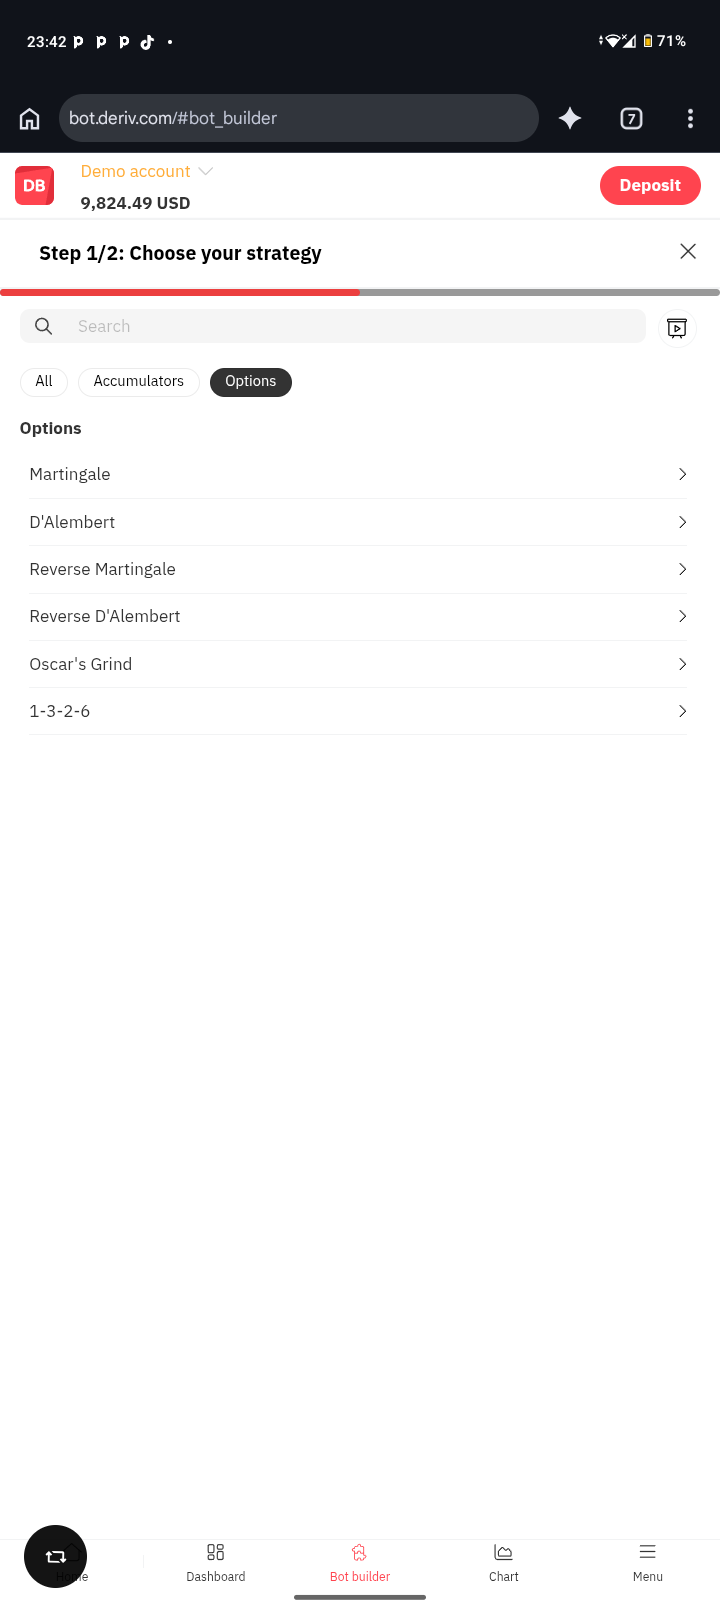 23:42
71%
bot.deriv.com/#bot_builder
7
DB
Demo account
9,824.49 USD
Deposit
Step 1/2: Choose your strategy
Search
All
Accumulators
Options
Options
Martingale
D'Alembert
Reverse Martingale
Reverse D'Alembert
Oscar's Grind
1-3-2-6
Home
Dashboard
Bot builder
Chart
Menu